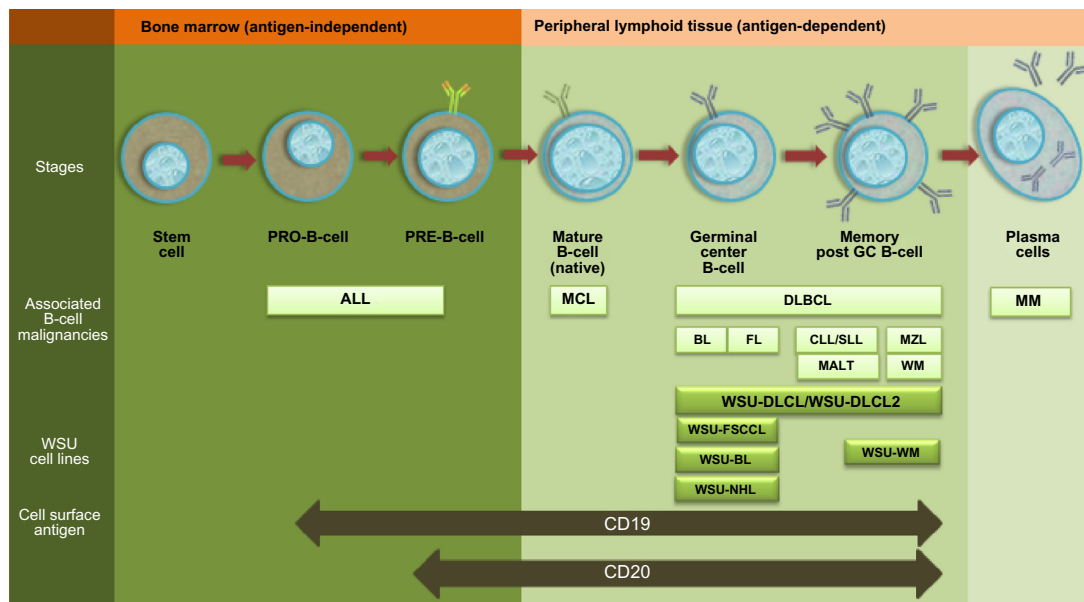 Bone marrow (antigen-independent)
Peripheral lymphoid tissue (antigen-dependent)
Stages
Stem
cell
PRO-B-cell
PRE-B-cell
Mature
B-cell
(native)
Germinal
center
B-cell
Memory
post GC B-cell
Plasma
cells
Associated
B-cell
malignancies
ALL
MCL
DLBCL
MM
BL
FL
CLL/SLL
MZL
MALT
WM
WSU
cell lines
WSU-DLCL/WSU-DLCL2
WSU-FSCCL
WSU-BL
WSU-WM
WSU-NHL
Cell surface
antigen
CD19
CD20